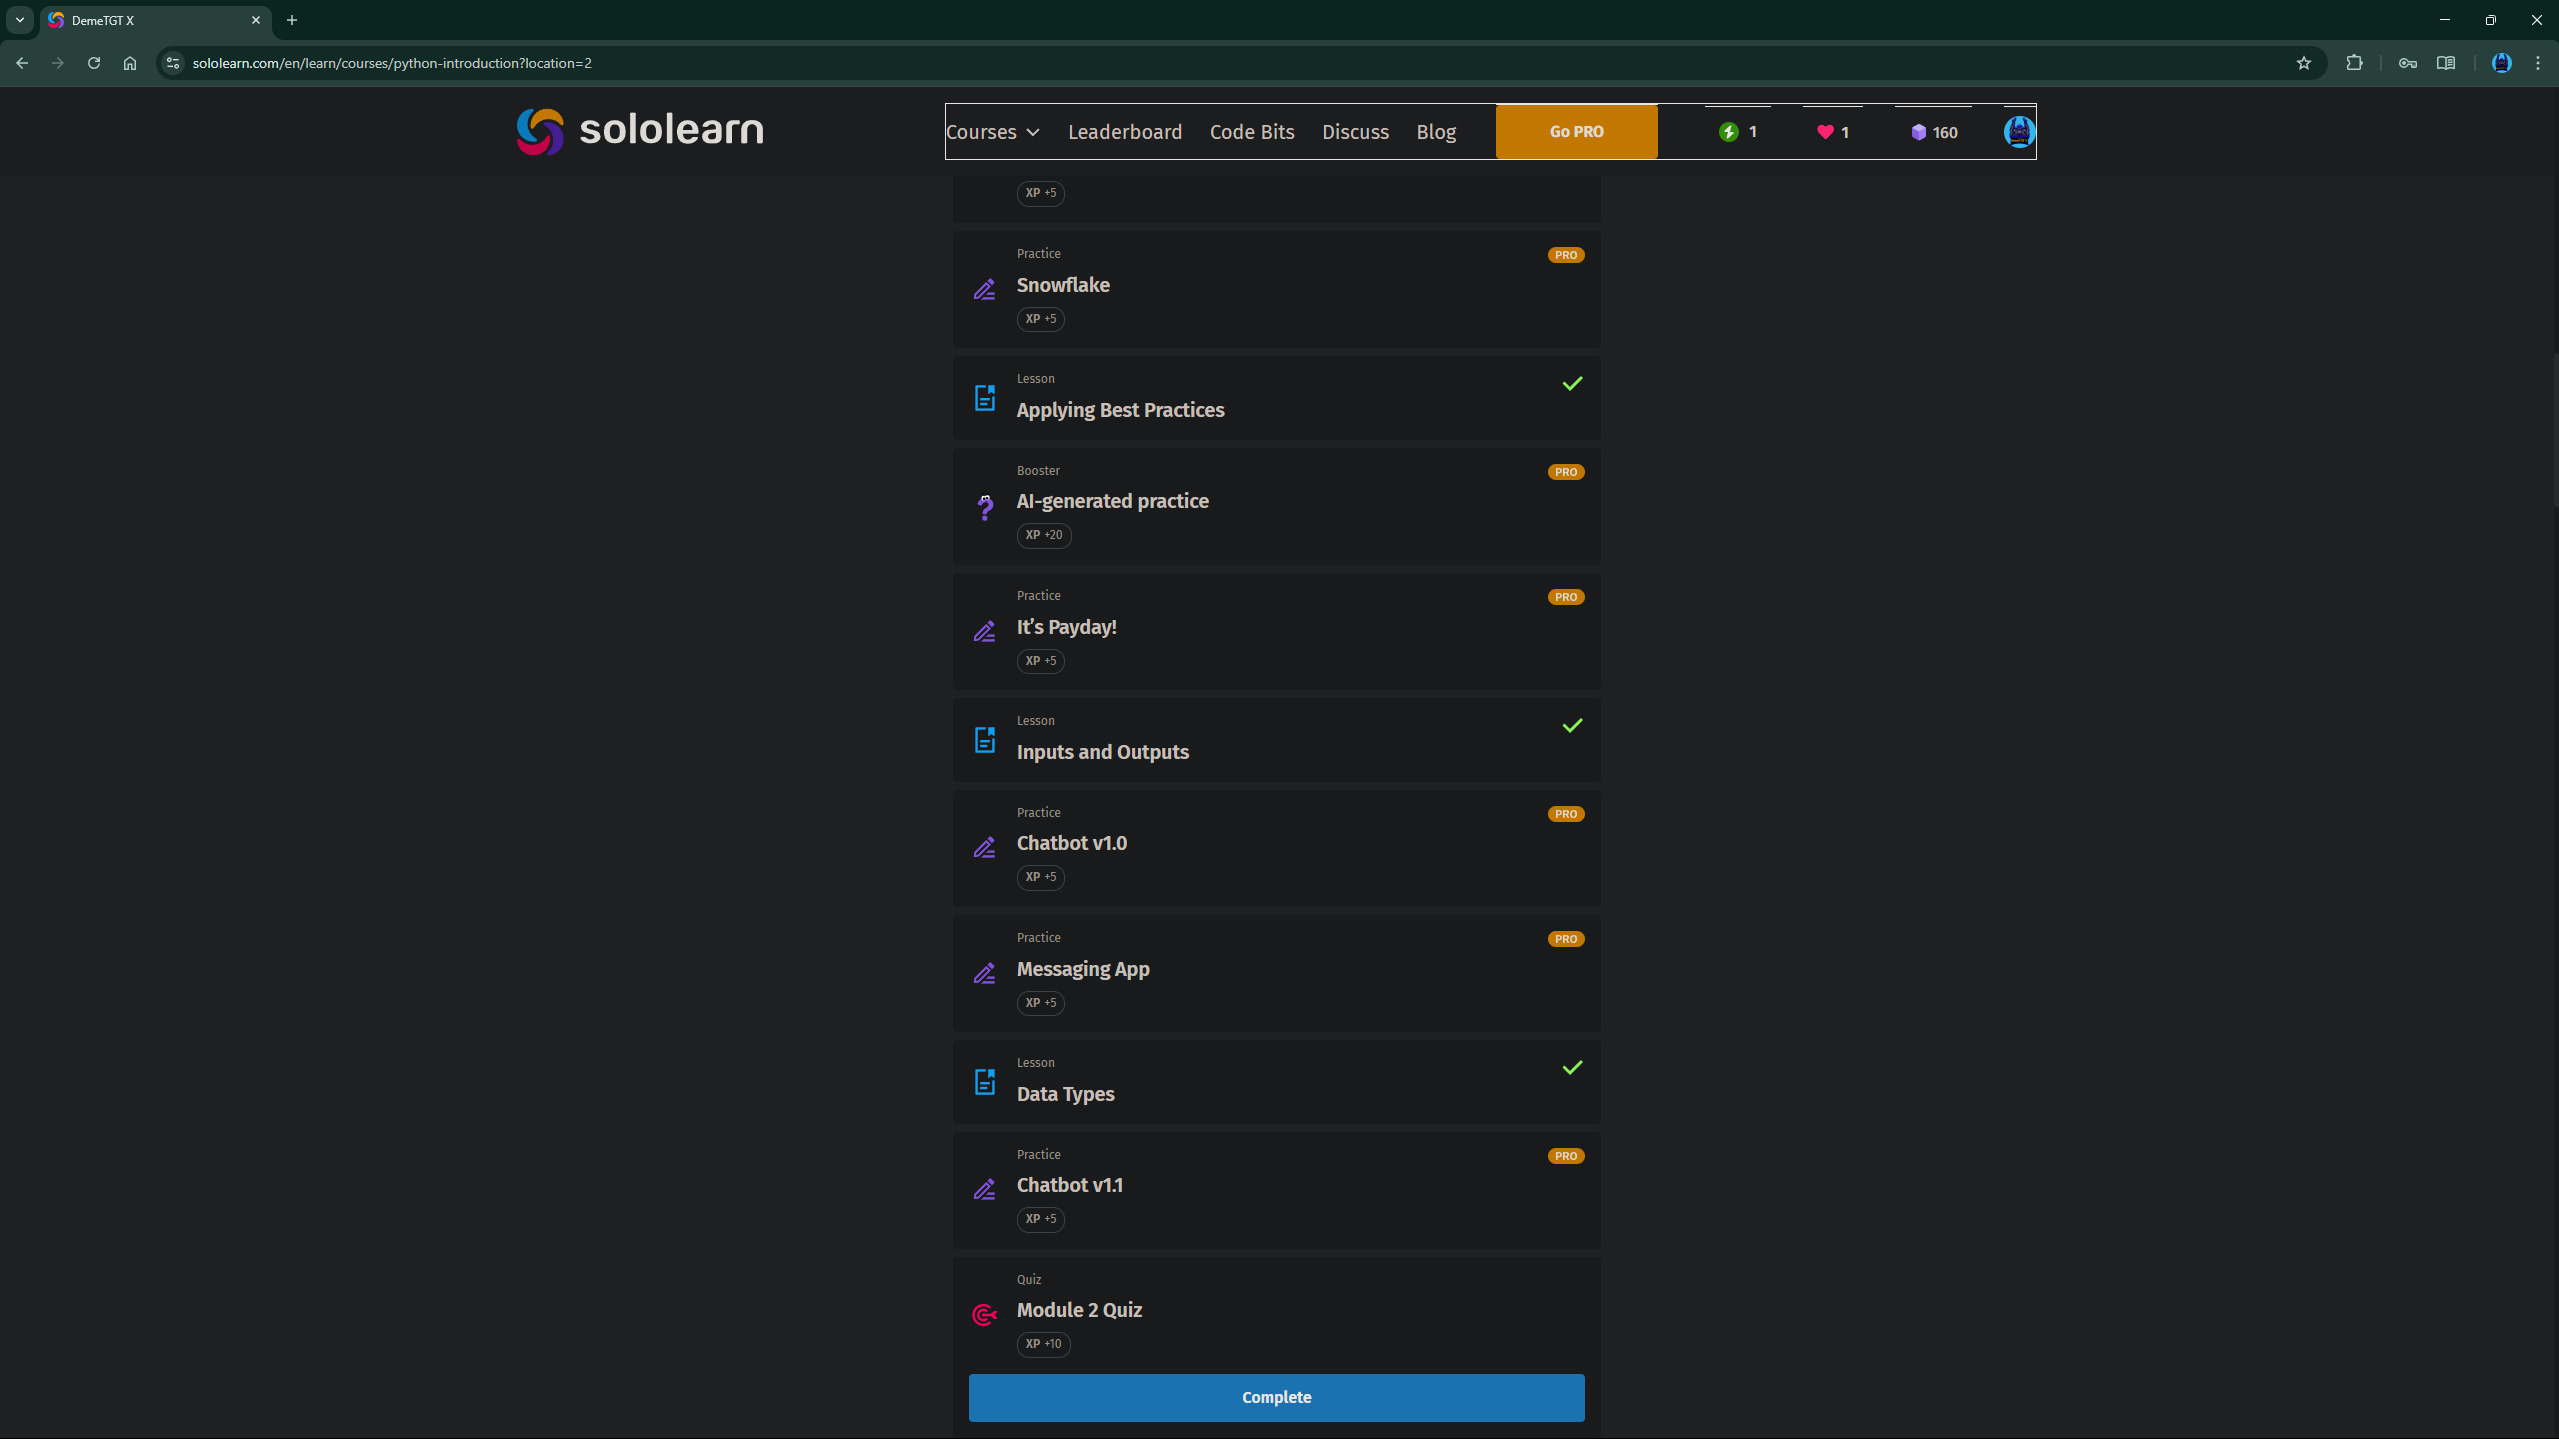 DemeTGT X
sololearn.com/en/learn/courses/python-introduction?location=2
sololearn
Courses
Leaderboard
Code Bits
Discuss
Blog
Go PRO
1
1
160
XP +5
Practice
PRO
Snowflake
XP +5
Lesson
Applying Best Practices
Booster
PRO
AI-generated practice
XP +20
Practice
PRO
It's Payday!
XP +5
Lesson
Inputs and Outputs
Practice
PRO
Chatbot v1.0
XP +5
Practice
PRO
Messaging App
XP +5
Lesson
Data Types
Practice
PRO
Chatbot v1.1
XP +5
Quiz
Module 2 Quiz
XP +10
Complete